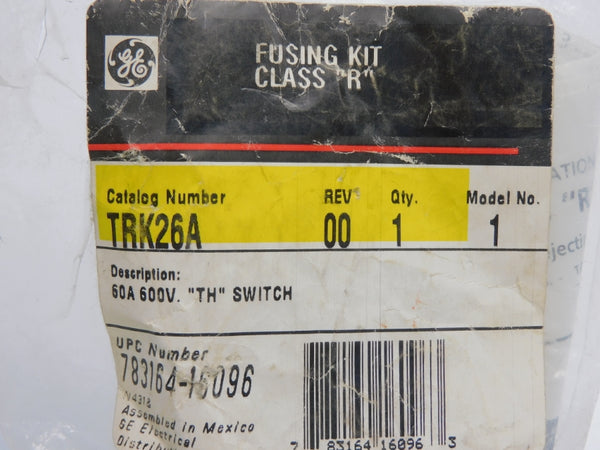 GE
FUSING KIT
CLASS "R"
Catalog Number REV Qty. Model No.
TRK26A 00 1 1
Description:
60A 600V. "TH" SWITCH
UPC Number
783164-16096
Assembled in Mexico
GE Electrical
7 83164 16096 3
ATION
"R